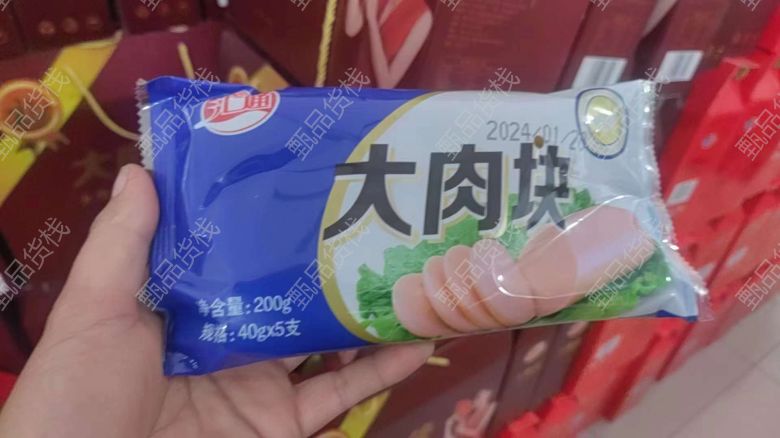 汇润
2024/01/2
大肉块
净含量:200g
规格:40gx5支
甄品货栈